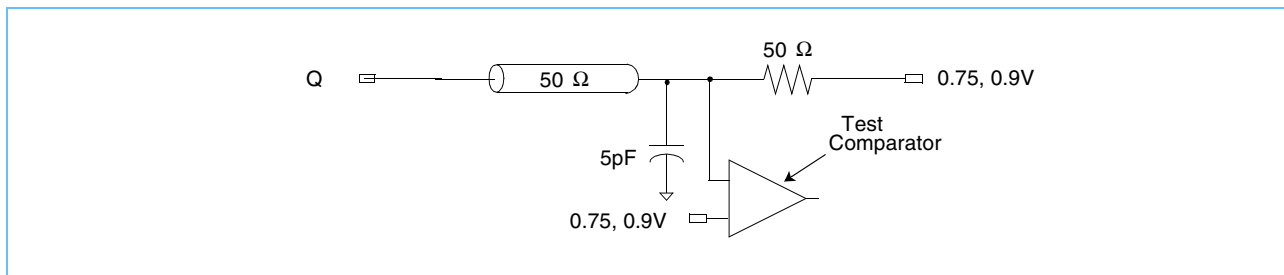 50 Ω
Q
50 Ω
0.75, 0.9V
Test
Comparator
5pF
0.75, 0.9V